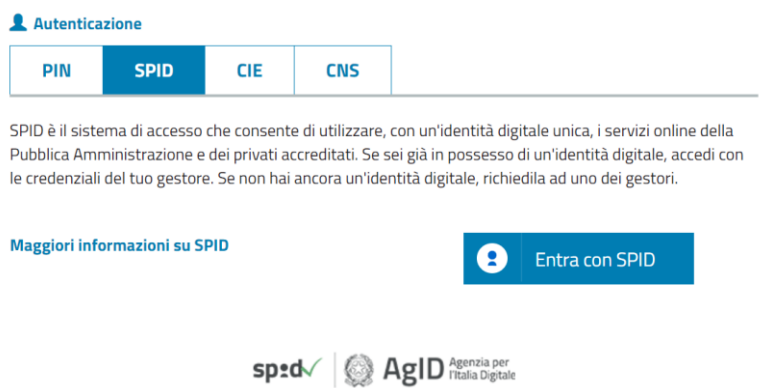 Autenticazione
PIN SPID CIE CNS
SPID è il sistema di accesso che consente di utilizzare, con un'identità digitale unica, i servizi online della
Pubblica Amministrazione e dei privati accreditati. Se sei già in possesso di un'identità digitale, accedi con
le credenziali del tuo gestore. Se non hai ancora un'identità digitale, richiedila ad uno dei gestori.
Maggiori informazioni su SPID
Entra con SPID
spid AgID Agenzia per
l'Italia Digitale